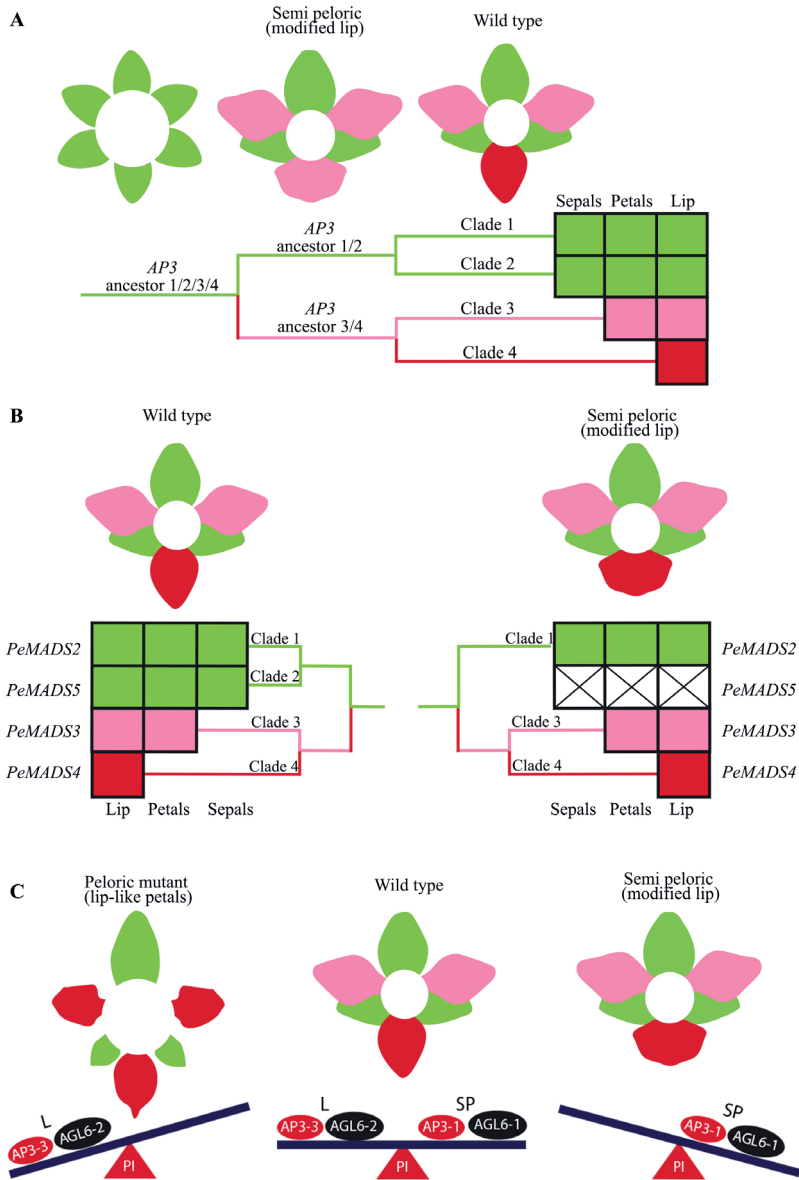 A
Semi peloric
(modified lip)
Wild type
Sepals Petals Lip
AP3
ancestor 1/2/3/4
AP3
ancestor 1/2
AP3
ancestor 3/4
Clade 1
Clade 2
Clade 3
Clade 4
B
Wild type
Semi peloric
(modified lip)
PeMADS2
PeMADS5
PeMADS3
PeMADS4
Clade 1
Clade 2
Clade 3
Clade 4
Lip Petals Sepals
Clade 1
Clade 3
Clade 4
PeMADS2
PeMADS5
PeMADS3
PeMADS4
Sepals Petals Lip
C
Peloric mutant
(lip-like petals)
Wild type
Semi peloric
(modified lip)
L
AP3-3 AGL6-2
PI
L SP
AP3-3 AGL6-2 AP3-1 AGL6-1
PI
SP
AP3-1 AGL6-1
PI